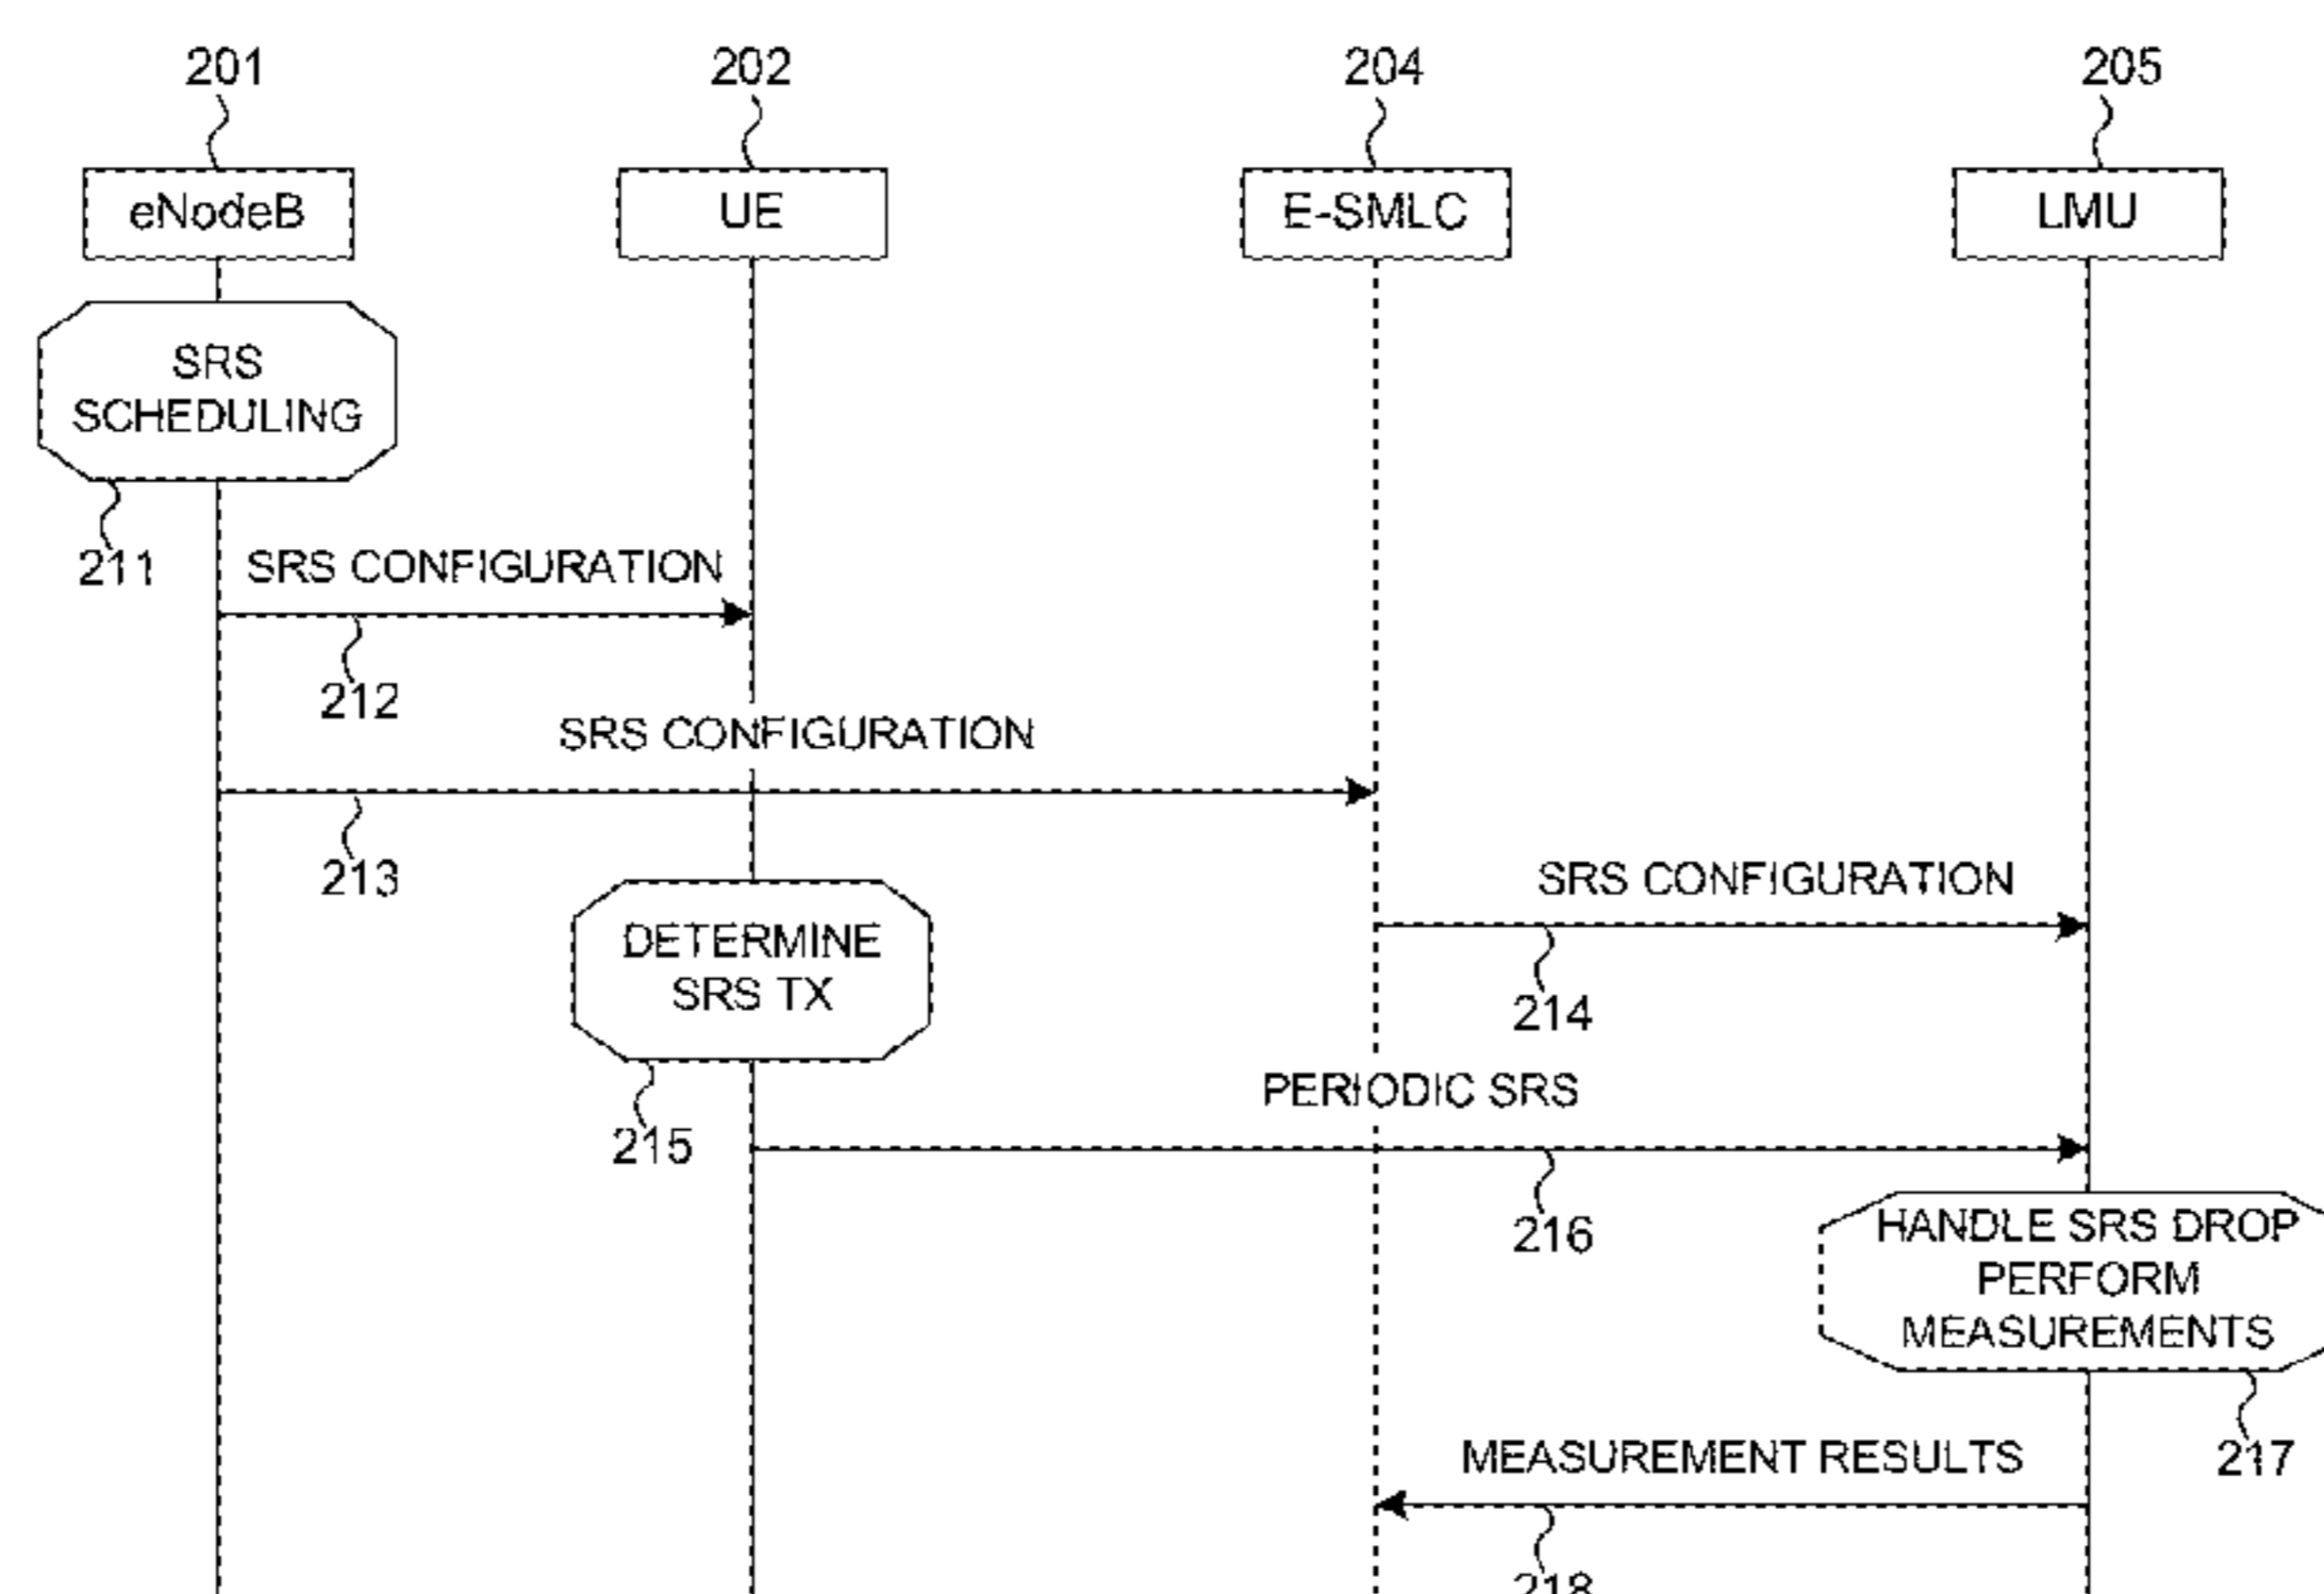 201
202
204
205
eNodeB
UE
E-SMLC
LMU
SRS
SCHEDULING
211
SRS CONFIGURATION
212
SRS CONFIGURATION
213
SRS CONFIGURATION
DETERMINE
SRS TX
214
PERIODIC SRS
215
216
HANDLE SRS DROP
PERFORM
MEASUREMENTS
MEASUREMENT RESULTS
217
218